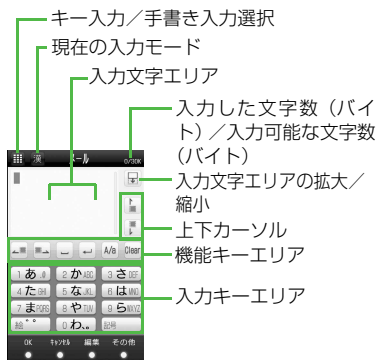 キー入力／手書き入力選択
現在の入力モード
入力文字エリア
入力した文字数（バイ
ト）／入力可能な文字数
（バイト）
入力文字エリアの拡大／
縮小
上下カーソル
機能キーエリア
入力キーエリア
漢 メール 0/30K
A/a Clear
1 あ 2 か ABC 3 さ DEF
4 た GHI 5 な JKL 6 は MNO
7 ま PQRS 8 や TUV 9 ら WXYZ
絵 ゛゜ 0 わ、。 記号
OK ｷｬﾝｾﾙ 編集 その他